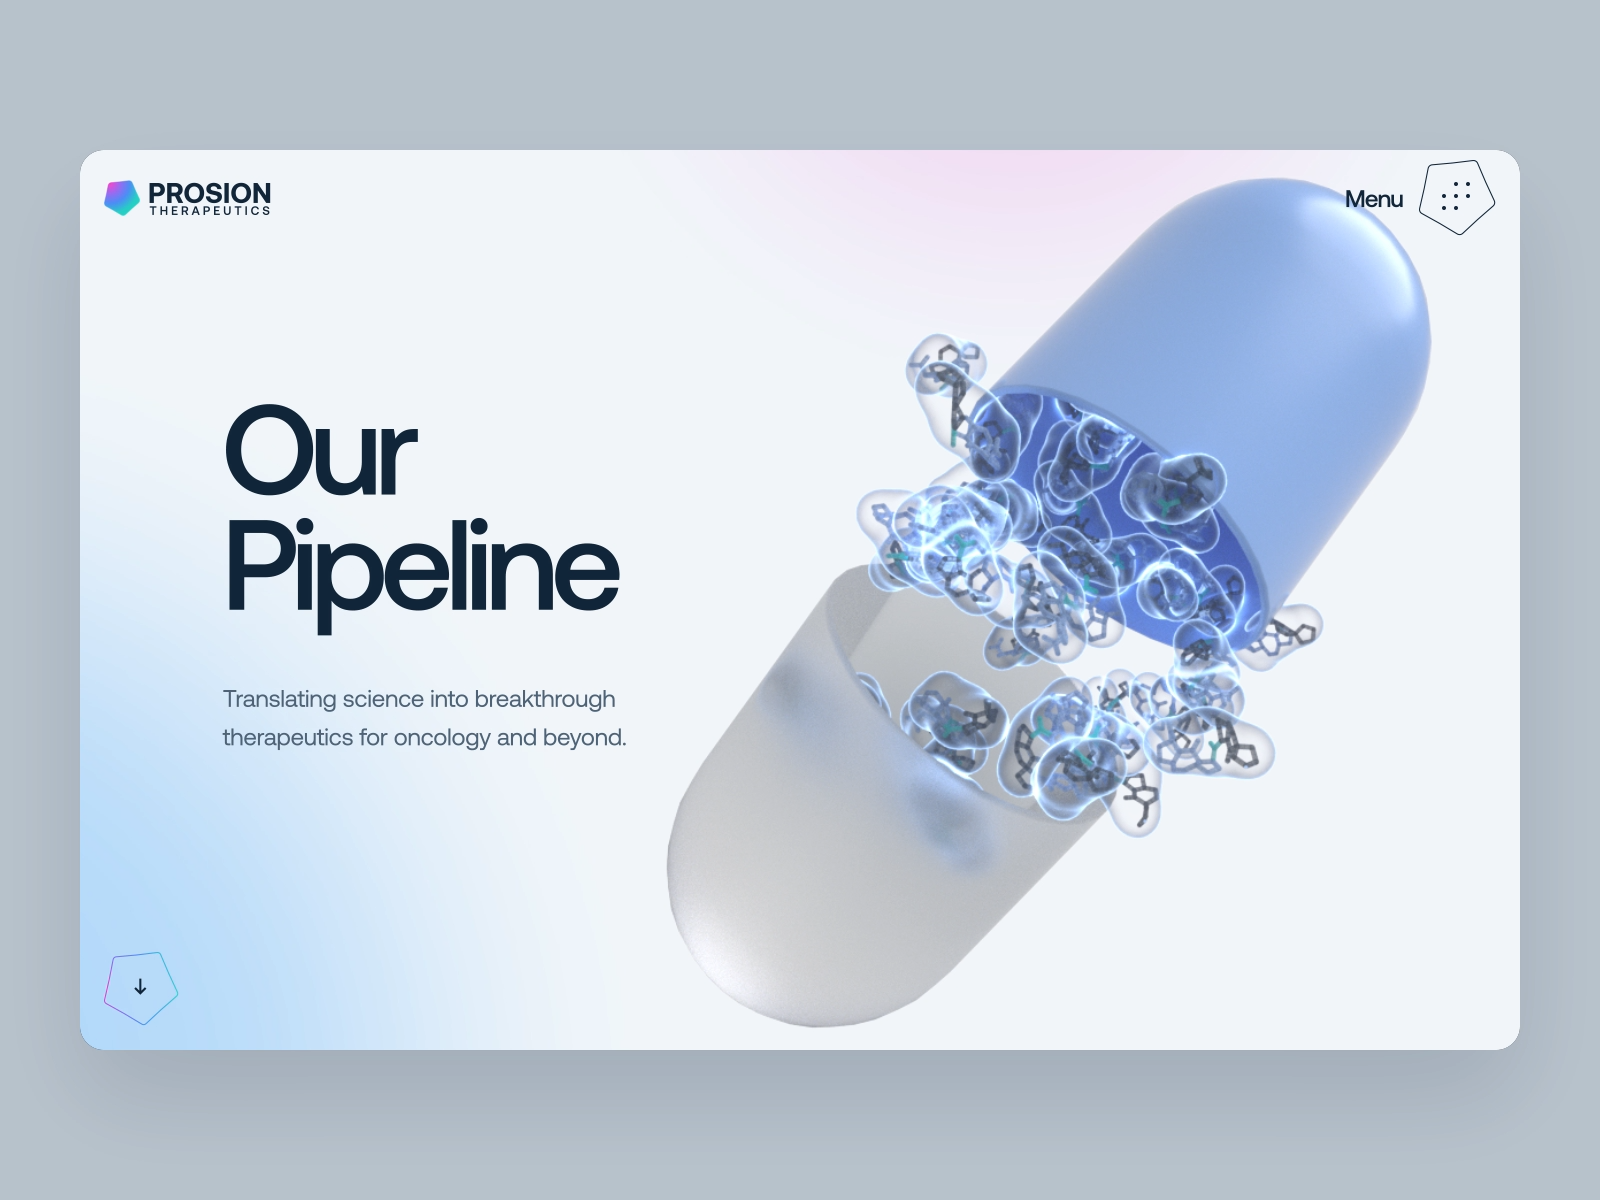 PROSION
THERAPEUTICS
Menu
Our
Pipeline
Translating science into breakthrough
therapeutics for oncology and beyond.